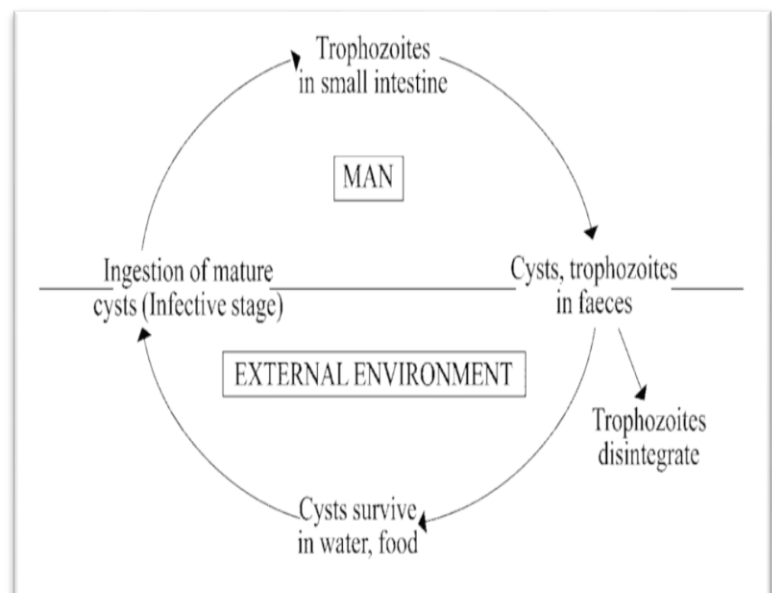 Trophozoites
in small intestine
MAN
Ingestion of mature
cysts (Infective stage)
Cysts, trophozoites
in faeces
EXTERNAL ENVIRONMENT
Trophozoites
disintegrate
Cysts survive
in water, food